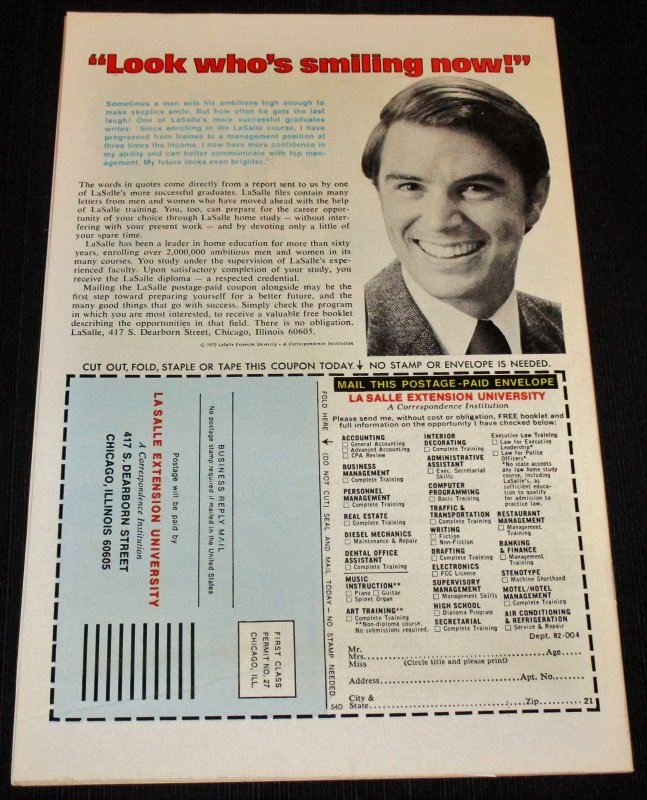 "Look who's smiling now!"
Sometimes a man sets his ambitions high enough to
make skeptics smile. But how often he gets the last
laugh! One of LaSalle's more successful graduates
writes: "Since enrolling in the LaSalle course, I have
progressed from trainee to a management position at
three times the income. I now have more confidence in
my ability and can better communicate with top man-
agement. My future looks even brighter."
The words in quotes come directly from a report sent to us by one
of LaSalle's more successful graduates. LaSalle files contain many
letters from men and women who have moved ahead with the help
of LaSalle training. You, too, can prepare for the career oppor-
tunity of your choice through LaSalle home study — without inter-
fering with your present work — and by devoting only a little of
your spare time.
LaSalle has been a leader in home education for more than sixty
years, enrolling over 2,000,000 ambitious men and women in its
many courses. You study under the supervision of LaSalle's expe-
rienced faculty. Upon satisfactory completion of your study, you
receive the LaSalle diploma — a respected credential.
Mailing the LaSalle postage-paid coupon alongside may be the
first step toward preparing yourself for a better future, and the
many good things that go with success. Simply check the program
in which you are most interested, to receive a valuable free booklet
describing the opportunities in that field. There is no obligation.
LaSalle, 417 S. Dearborn Street, Chicago, Illinois 60605.
LaSalle Extension University • A Correspondence Institution
CUT OUT, FOLD, STAPLE OR TAPE THIS COUPON TODAY. ↓ NO STAMP OR ENVELOPE IS NEEDED.
BUSINESS REPLY MAIL
No postage stamp required if mailed in the United States
Postage will be paid by
LA SALLE EXTENSION UNIVERSITY
A Correspondence Institution
417 S. DEARBORN STREET
CHICAGO, ILLINOIS 60605
FIRST CLASS
PERMIT NO. 27
CHICAGO, ILL.
FOLD HERE ↓ (DO NOT CUT) SEAL AND MAIL TODAY—NO STAMP NEEDED.
54D
MAIL THIS POSTAGE-PAID ENVELOPE
LA SALLE EXTENSION UNIVERSITY
A Correspondence Institution
Please send me, without cost or obligation, FREE booklet and
full information on the opportunity I have checked below:
ACCOUNTING
□ General Accounting
□ Advanced Accounting
□ CPA Review
BUSINESS
MANAGEMENT
□ Complete Training
PERSONNEL
MANAGEMENT
□ Complete Training
REAL ESTATE
□ Complete Training
DIESEL MECHANICS
□ Maintenance & Repair
DENTAL OFFICE
ASSISTANT
□ Complete Training
MUSIC
INSTRUCTION**
□ Piano □ Guitar
□ Spinet Organ
ART TRAINING**
□ Complete Training
**Non-diploma course.
No submissions required.
INTERIOR
DECORATING
□ Complete Training
ADMINISTRATIVE
ASSISTANT
□ Exec. Secretarial
Skills
COMPUTER
PROGRAMMING
□ Basic Training
TRAFFIC &
TRANSPORTATION
□ Complete Training
WRITING
□ Fiction
□ Non-Fiction
DRAFTING
□ Complete Training
ELECTRONICS
□ FCC License
SUPERVISORY
MANAGEMENT
□ Management Skills
HIGH SCHOOL
□ Diploma Program
SECRETARIAL
□ Complete Training
Executive Law Training
□ Law for Executive
Leadership*
□ Law for Police
Officers*
*No state accepts
any law home study
course, including
LaSalle's, as
sufficient educa-
tion to qualify
for admission to
practice law.
RESTAURANT
MANAGEMENT
□ Management
Training
BANKING
& FINANCE
□ Management
Training
STENOTYPE
□ Machine Shorthand
MOTEL/HOTEL
MANAGEMENT
□ Complete Training
AIR CONDITIONING
& REFRIGERATION
□ Service & Repair
Dept. 82-004
Mr.
Mrs. Age
Miss (Circle title and please print)
Address Apt. No.
City &
State Zip 21